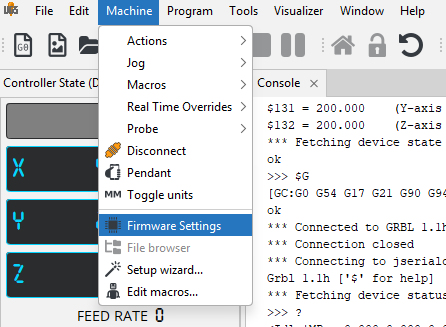 UGS File Edit Machine Program Tools Visualizer Window Help
G0
Controller State (D
Console ×
Actions
Jog
Macros
Real Time Overrides
Probe
Disconnect
Pendant
MM Toggle units
Firmware Settings
File browser
Setup wizard...
Edit macros...
X
Y
Z
FEED RATE 0
$131 = 200.000 (Y-axis
$132 = 200.000 (Z-axis
*** Fetching device state
ok
>>> $G
[GC:G0 G54 G17 G21 G90 G94
ok
*** Connected to GRBL 1.1h
*** Connection closed
*** Connecting to jserialc
Grbl 1.1h ['$' for help]
*** Fetching device status
>>> ?